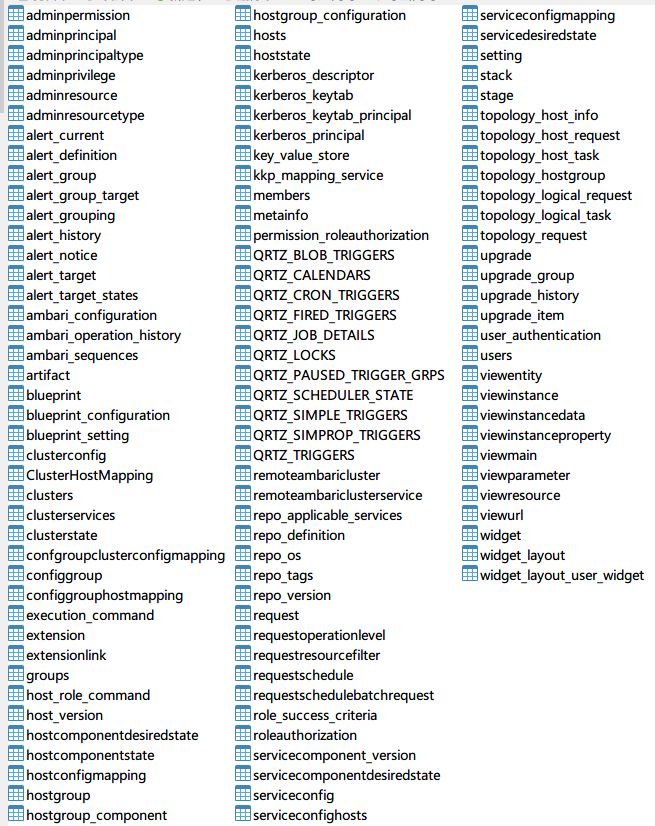 adminpermission
adminprincipal
adminprincipaltype
adminprivilege
adminresource
adminresourcetype
alert_current
alert_definition
alert_group
alert_group_target
alert_grouping
alert_history
alert_notice
alert_target
alert_target_states
ambari_configuration
ambari_operation_history
ambari_sequences
artifact
blueprint
blueprint_configuration
blueprint_setting
clusterconfig
ClusterHostMapping
clusters
clusterservices
clusterstate
confgroupclusterconfigmapping
configgroup
configgrouphostmapping
execution_command
extension
extensionlink
groups
host_role_command
host_version
hostcomponentdesiredstate
hostcomponentstate
hostconfigmapping
hostgroup
hostgroup_component
hostgroup_configuration
hosts
hoststate
kerberos_descriptor
kerberos_keytab
kerberos_keytab_principal
kerberos_principal
key_value_store
kkp_mapping_service
members
metainfo
permission_roleauthorization
QRTZ_BLOB_TRIGGERS
QRTZ_CALENDARS
QRTZ_CRON_TRIGGERS
QRTZ_FIRED_TRIGGERS
QRTZ_JOB_DETAILS
QRTZ_LOCKS
QRTZ_PAUSED_TRIGGER_GRPS
QRTZ_SCHEDULER_STATE
QRTZ_SIMPLE_TRIGGERS
QRTZ_SIMPROP_TRIGGERS
QRTZ_TRIGGERS
remoteambaricluster
remoteambariclusterservice
repo_applicable_services
repo_definition
repo_os
repo_tags
repo_version
request
requestoperationlevel
requestresourcefilter
requestschedule
requestschedulebatchrequest
role_success_criteria
roleauthorization
servicecomponent_version
servicecomponentdesiredstate
serviceconfig
serviceconfighosts
serviceconfigmapping
servicedesiredstate
setting
stack
stage
topology_host_info
topology_host_request
topology_host_task
topology_hostgroup
topology_logical_request
topology_logical_task
topology_request
upgrade
upgrade_group
upgrade_history
upgrade_item
user_authentication
users
viewentity
viewinstance
viewinstancedata
viewinstanceproperty
viewmain
viewparameter
viewresource
viewurl
widget
widget_layout
widget_layout_user_widget